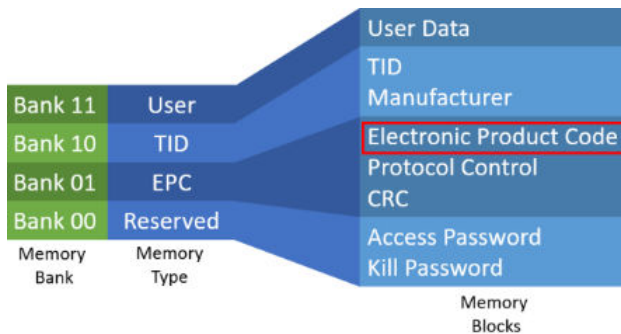 User Data
TID
Manufacturer
Electronic Product Code
Protocol Control
CRC
Access Password
Kill Password
Bank 11 User
Bank 10 TID
Bank 01 EPC
Bank 00 Reserved
Memory Bank
Memory Type
Memory Blocks